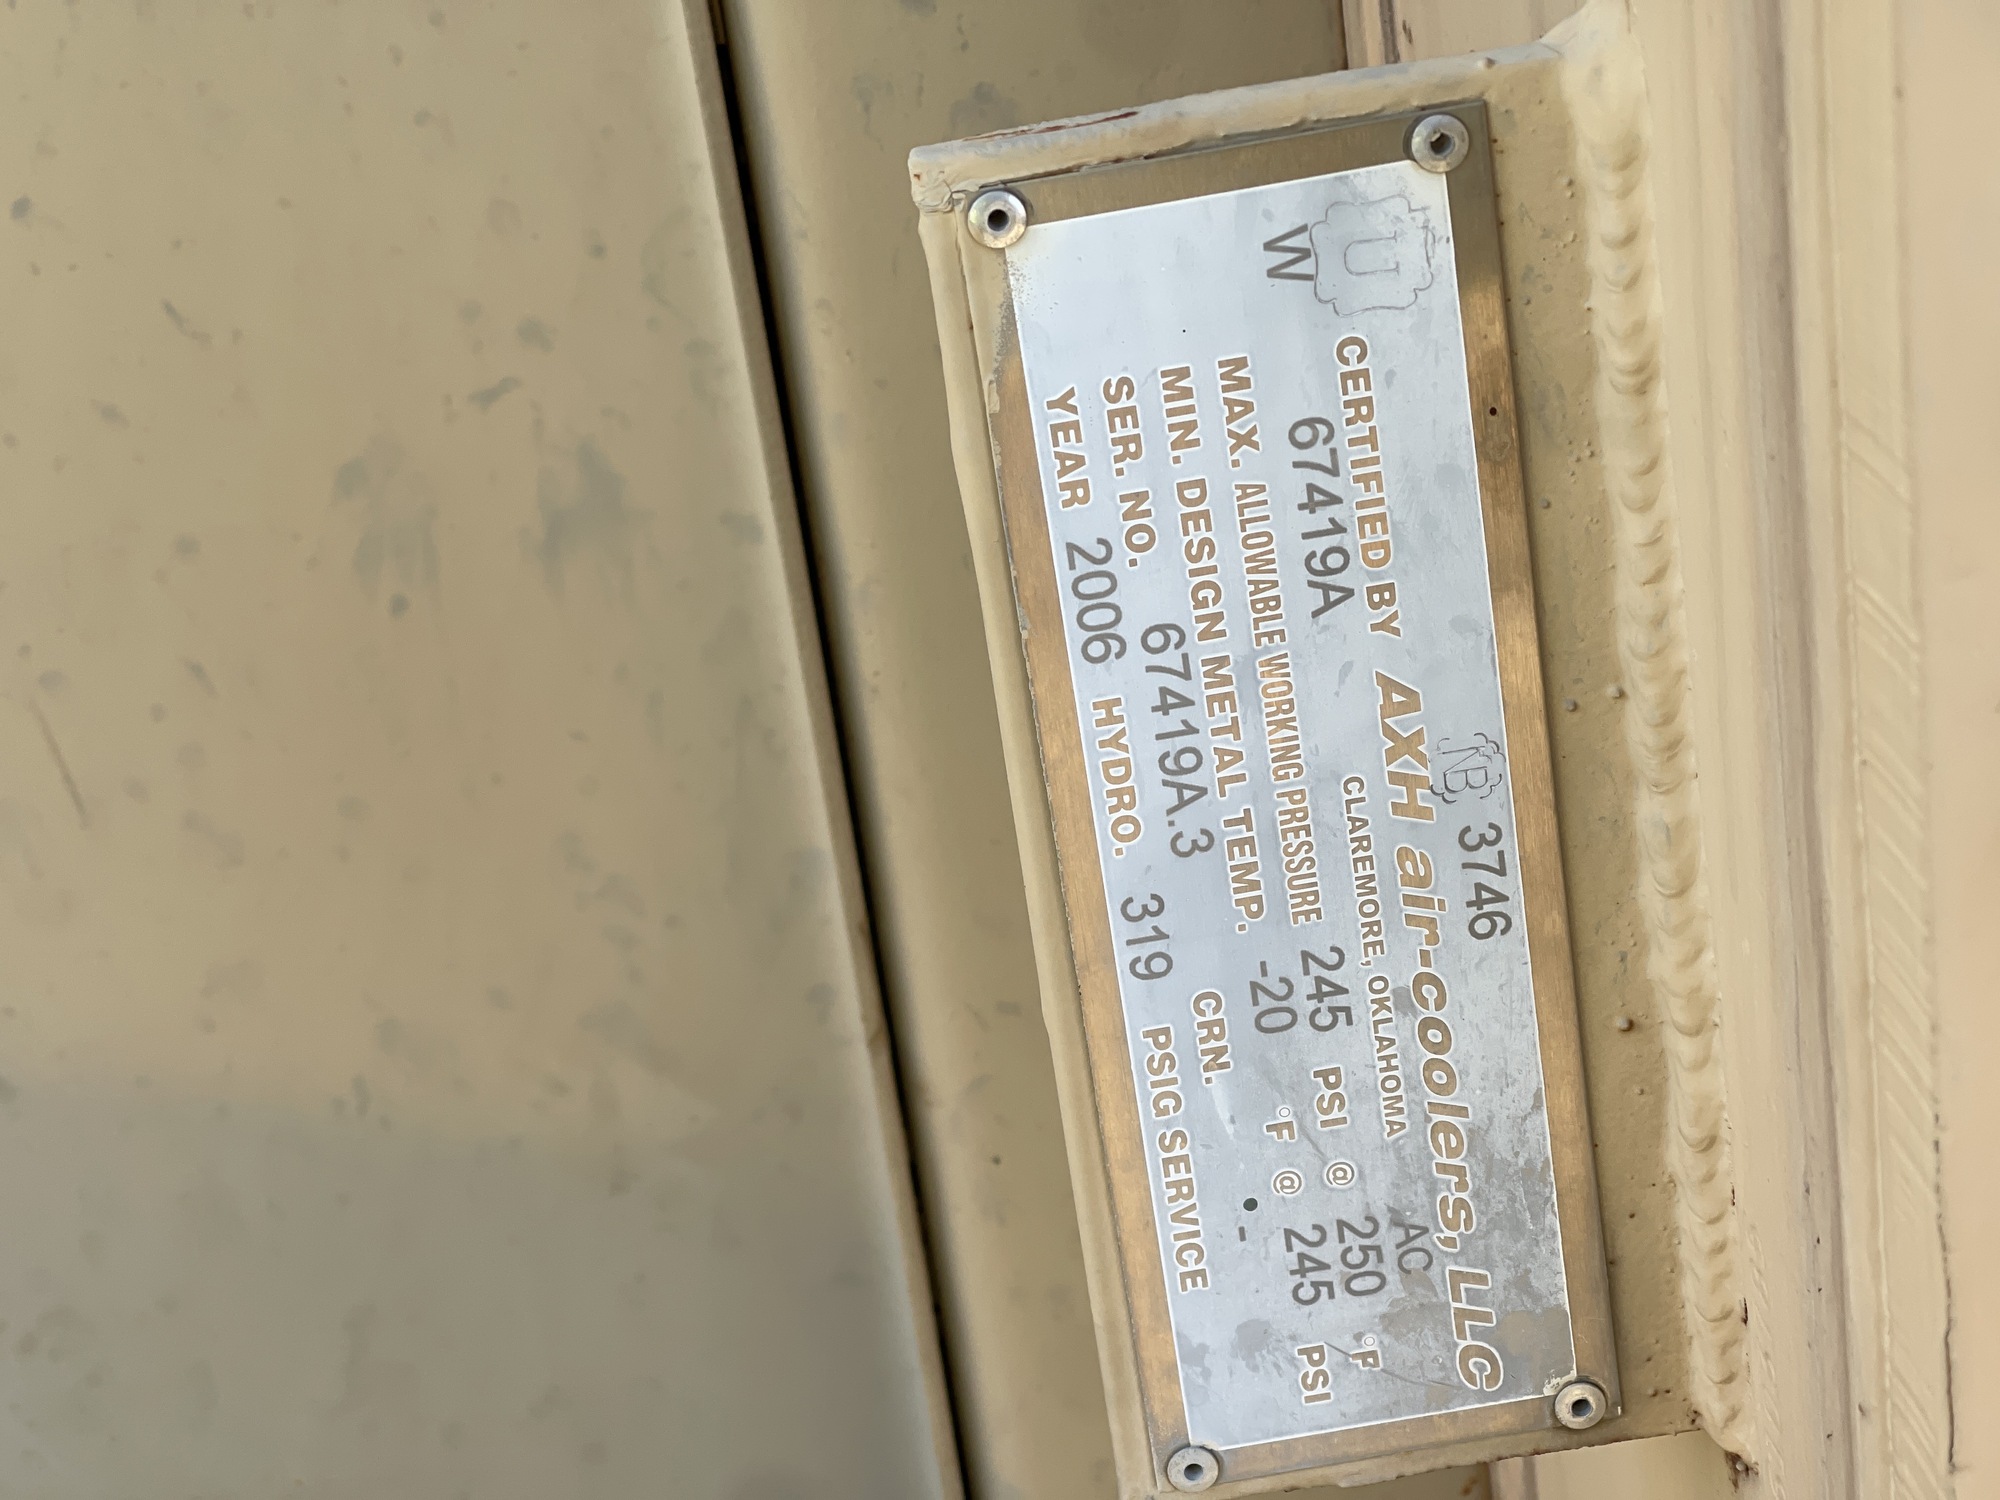 NB 3746
U
W
CERTIFIED BY AXH air-coolers, LLC
CLAREMORE, OKLAHOMA
67419A AC
MAX. ALLOWABLE WORKING PRESSURE 245 PSI @ 250 °F
MIN. DESIGN METAL TEMP. -20 °F @ 245 PSI
SER. NO. 67419A.3 CRN. -
YEAR 2006 HYDRO. 319 PSIG SERVICE